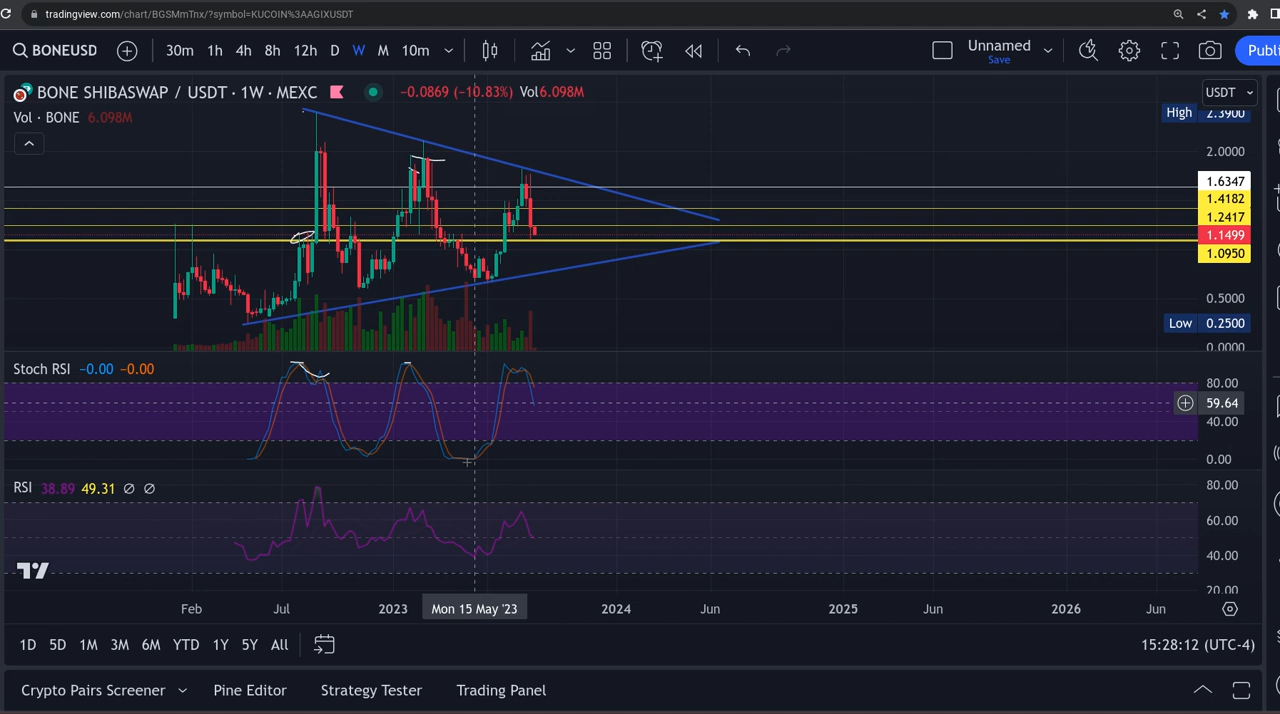 tradingview.com/chart/BGSMmTnx/?symbol=KUCOIN%3AAGIXUSDT
BONEUSD 30m 1h 4h 8h 12h D W M 10m Unnamed Save Publi
BONE SHIBASWAP / USDT · 1W · MEXC −0.0869 (−10.83%) Vol6.098M USDT
Vol · BONE 6.098M
High 2.3900
2.0000
1.6347
1.4182
1.2417
1.1499
1.0950
0.5000
Low 0.2500
0.0000
Stoch RSI −0.00 −0.00
80.00
59.64
40.00
0.00
RSI 38.89 49.31 ∅ ∅
80.00
60.00
40.00
20.00
Feb Jul 2023 Mon 15 May '23 2024 Jun 2025 Jun 2026 Jun
1D 5D 1M 3M 6M YTD 1Y 5Y All 15:28:12 (UTC-4)
Crypto Pairs Screener Pine Editor Strategy Tester Trading Panel